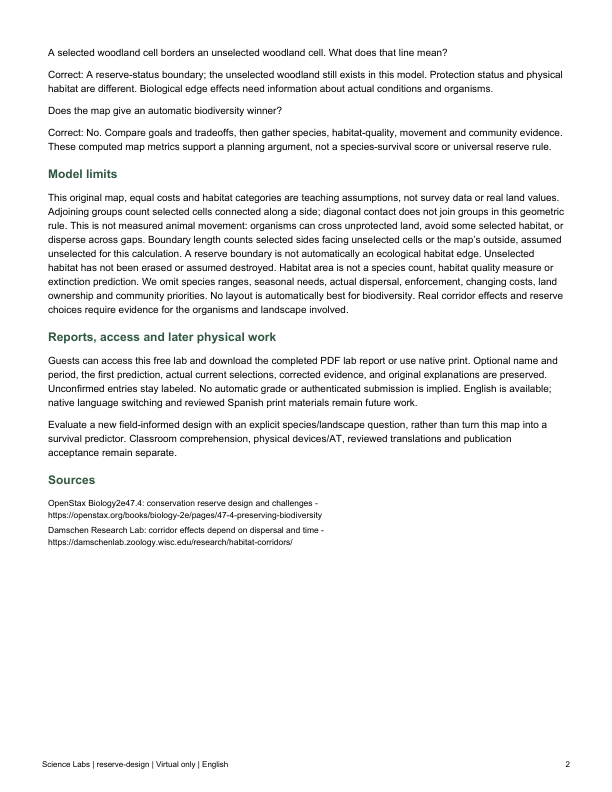 A selected woodland cell borders an unselected woodland cell. What does that line mean?
Correct: A reserve-status boundary; the unselected woodland still exists in this model. Protection status and physical
habitat are different. Biological edge effects need information about actual conditions and organisms.
Does the map give an automatic biodiversity winner?
Correct: No. Compare goals and tradeoffs, then gather species, habitat-quality, movement and community evidence.
These computed map metrics support a planning argument, not a species-survival score or universal reserve rule.
Model limits
This original map, equal costs and habitat categories are teaching assumptions, not survey data or real land values.
Adjoining groups count selected cells connected along a side; diagonal contact does not join groups in this geometric
rule. This is not measured animal movement: organisms can cross unprotected land, avoid some selected habitat, or
disperse across gaps. Boundary length counts selected sides facing unselected cells or the map's outside, assumed
unselected for this calculation. A reserve boundary is not automatically an ecological habitat edge. Unselected
habitat has not been erased or assumed destroyed. Habitat area is not a species count, habitat quality measure or
extinction prediction. We omit species ranges, seasonal needs, actual dispersal, enforcement, changing costs, land
ownership and community priorities. No layout is automatically best for biodiversity. Real corridor effects and reserve
choices require evidence for the organisms and landscape involved.
Reports, access and later physical work
Guests can access this free lab and download the completed PDF lab report or use native print. Optional name and
period, the first prediction, actual current selections, corrected evidence, and original explanations are preserved.
Unconfirmed entries stay labeled. No automatic grade or authenticated submission is implied. English is available;
native language switching and reviewed Spanish print materials remain future work.
Evaluate a new field-informed design with an explicit species/landscape question, rather than turn this map into a
survival predictor. Classroom comprehension, physical devices/AT, reviewed translations and publication
acceptance remain separate.
Sources
OpenStax Biology2e47.4: conservation reserve design and challenges -
https://openstax.org/books/biology-2e/pages/47-4-preserving-biodiversity
Damschen Research Lab: corridor effects depend on dispersal and time -
https://damschenlab.zoology.wisc.edu/research/habitat-corridors/
Science Labs | reserve-design | Virtual only | English 2